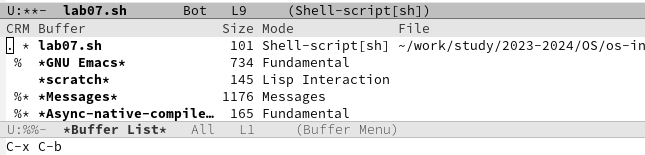 U:**-  lab07.sh       Bot   L9     (Shell-script[sh])
CRM Buffer                Size Mode             File
. * lab07.sh               101 Shell-script[sh] ~/work/study/2023-2024/OS/os-in
 %  *GNU Emacs*            734 Fundamental
    *scratch*              145 Lisp Interaction
 %* *Messages*            1176 Messages
 %* *Async-native-compile…  165 Fundamental
U:%%-  *Buffer List*   All   L1     (Buffer Menu)
C-x C-b